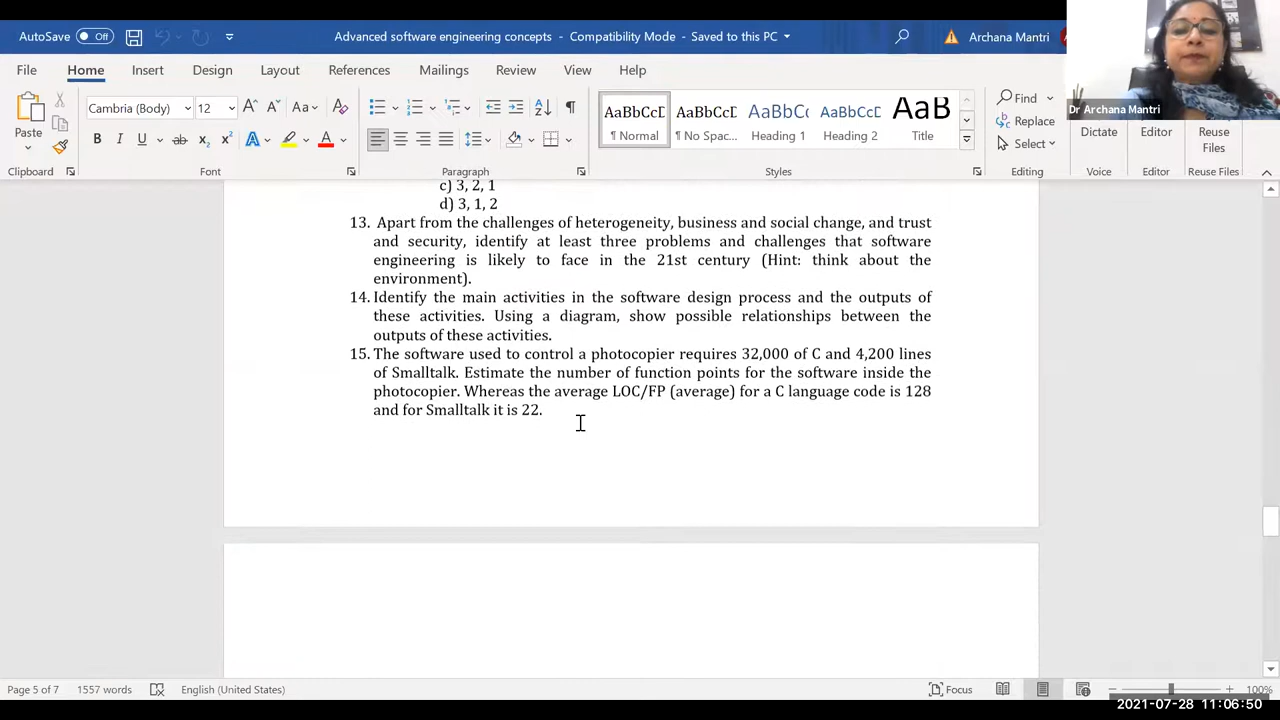 AutoSave Off
Advanced software engineering concepts - Compatibility Mode - Saved to this PC
Archana Mantri
File Home Insert Design Layout References Mailings Review View Help
Dr Archana Mantri
Paste
Cambria (Body) 12
AaBbCcD AaBbCcD AaBbCc AaBbCcD AaB
¶ Normal ¶ No Spac... Heading 1 Heading 2 Title
Find
Replace
Select
Dictate
Editor
Reuse Files
Clipboard Font Paragraph Styles Editing Voice Editor Reuse Files
c) 3, 2, 1
d) 3, 1, 2
13. Apart from the challenges of heterogeneity, business and social change, and trust
and security, identify at least three problems and challenges that software
engineering is likely to face in the 21st century (Hint: think about the
environment).
14. Identify the main activities in the software design process and the outputs of
these activities. Using a diagram, show possible relationships between the
outputs of these activities.
15. The software used to control a photocopier requires 32,000 of C and 4,200 lines
of Smalltalk. Estimate the number of function points for the software inside the
photocopier. Whereas the average LOC/FP (average) for a C language code is 128
and for Smalltalk it is 22.
Page 5 of 7 1557 words English (United States) Focus 100%
2021-07-28 11:06:50